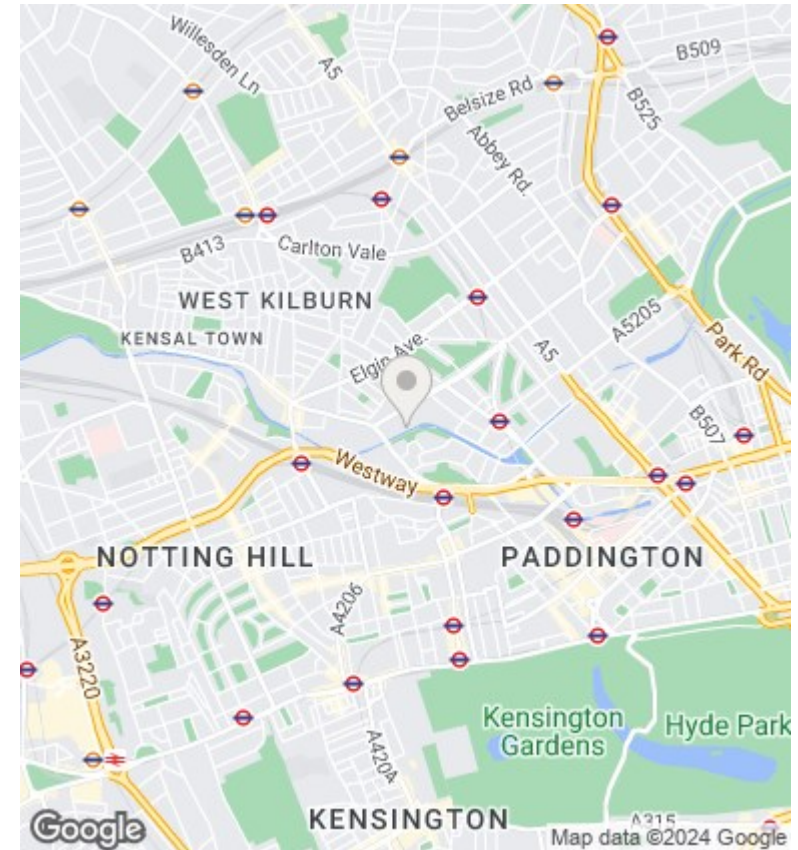 Willesden Ln
A5
B509
Belsize Rd
B525
Abbey Rd.
B413
Carlton Vale
WEST KILBURN
KENSAL TOWN
Elgin Ave.
A5
A5205
Park Rd
B507
Westway
NOTTING HILL
PADDINGTON
A4206
A3220
Kensington
Gardens
Hyde Park
A420A
KENSINGTON
A315
Google
Map data ©2024 Google